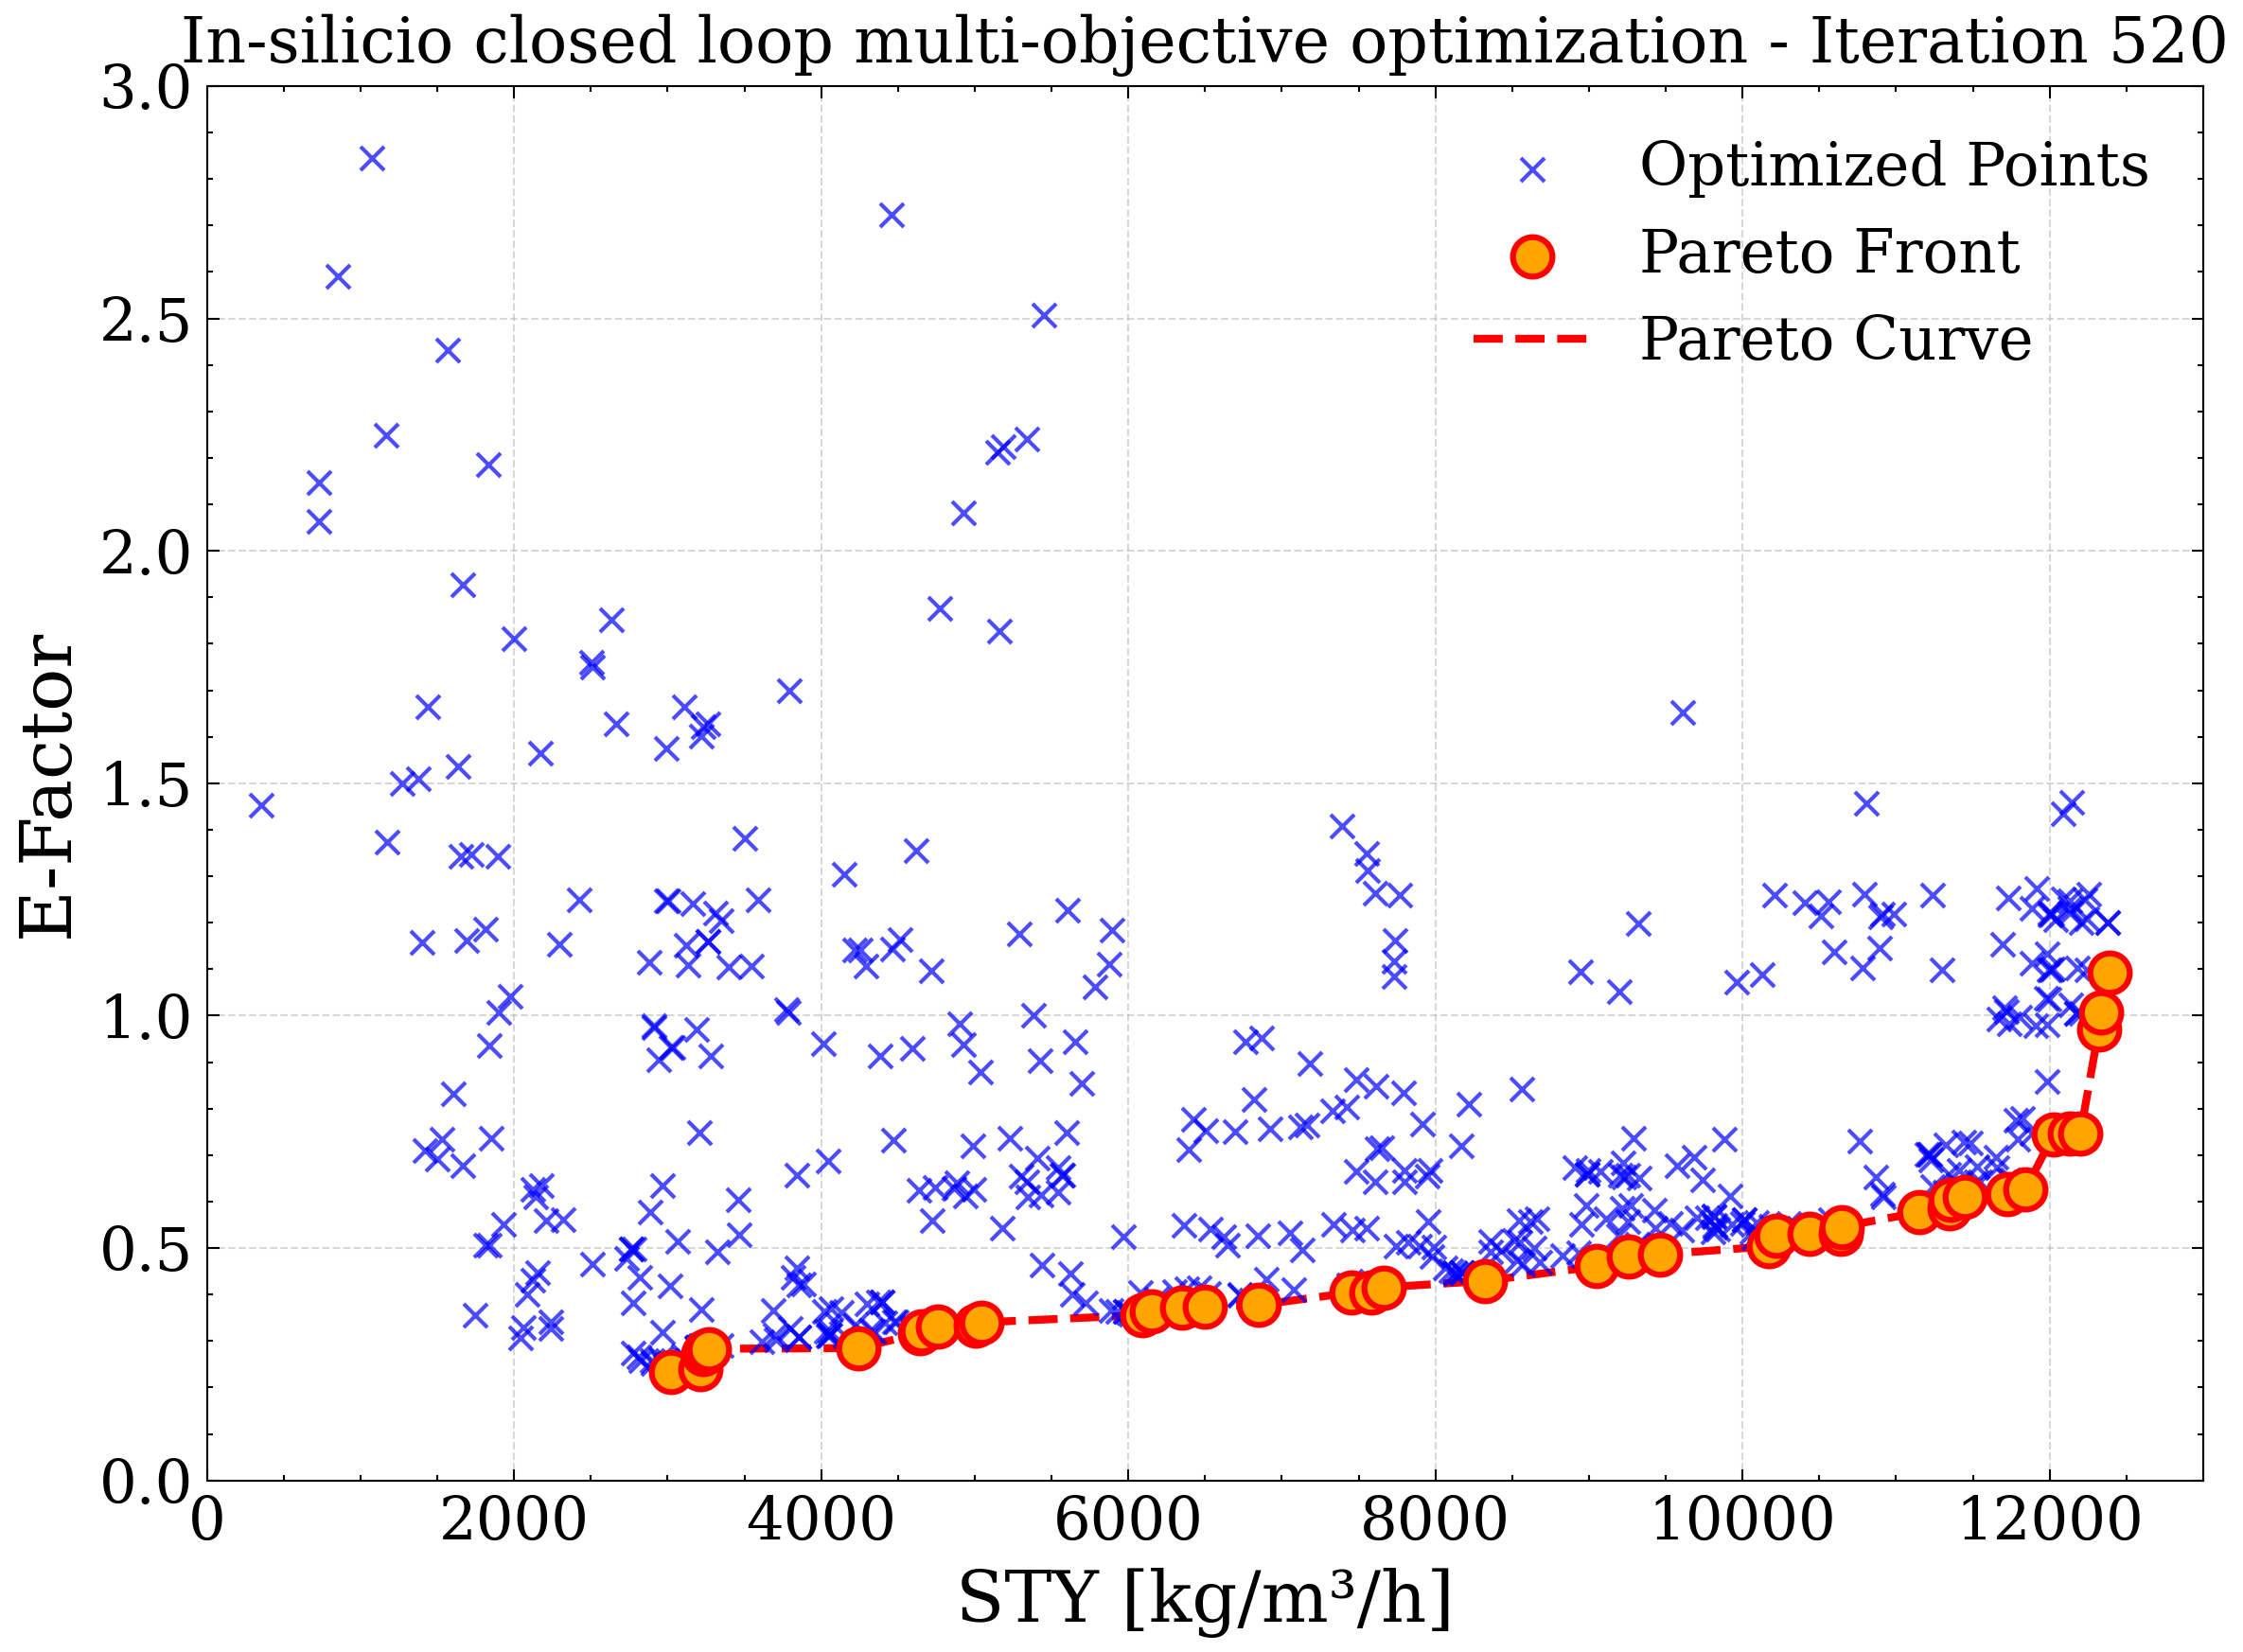 In-silicio closed loop multi-objective optimization - Iteration 520
3.0
2.5
2.0
1.5
1.0
0.5
0.0
E-Factor
Optimized Points
Pareto Front
Pareto Curve
0 2000 4000 6000 8000 10000 12000
STY [kg/m³/h]